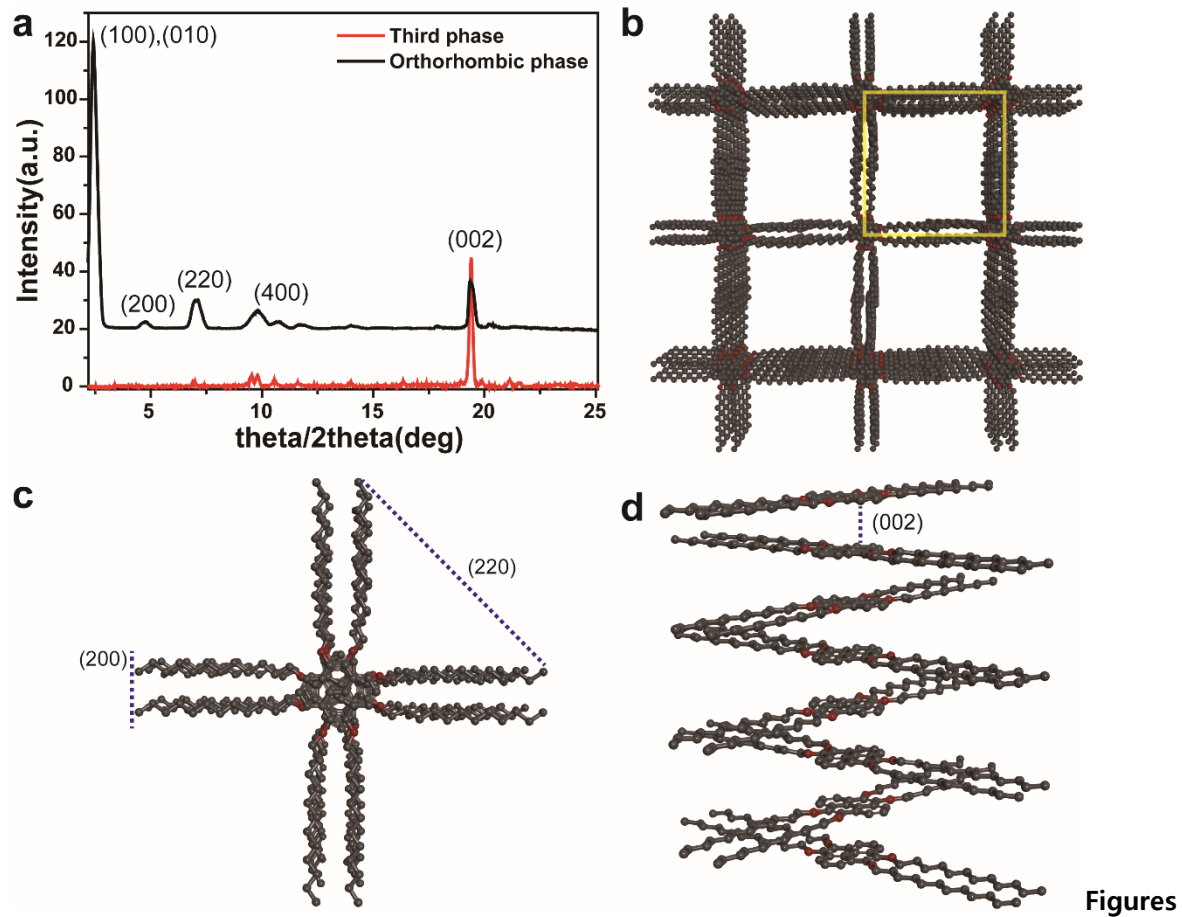 a
(100),(010)
Third phase
Orthorhombic phase
(200)
(220)
(400)
(002)
Intensity(a.u.)
120
100
80
60
40
20
0
5
10
15
20
25
theta/2theta(deg)
b
c
(200)
(220)
d
(002)
Figures